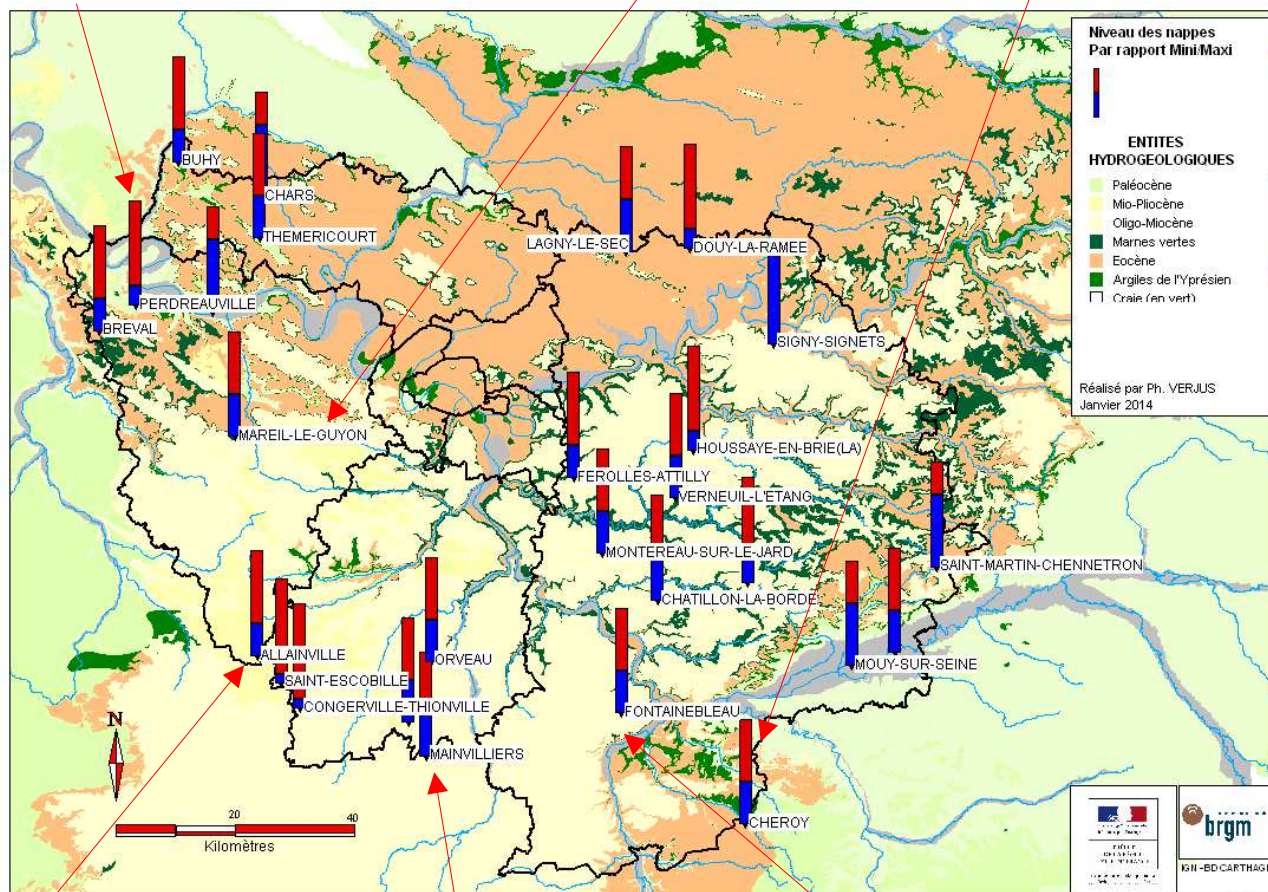 Niveau des nappes
Par rapport Mini/Maxi
ENTITES
HYDROGEOLOGIQUES
Paléocène
Mio-Pliocène
Oligo-Miocène
Marnes vertes
Eocène
Argiles de l'Yprésien
Craie (en vert)
Réalisé par Ph. VERJUS
Janvier 2014
BUHY
CHARS
THEMERICOURT
LAGNY-LE-SEC
DOUY-LA-RAMEE
PERDREAUVILLE
BREVAL
SIGNY-SIGNETS
MAREIL-LE-GUYON
HOUSSAYE-EN-BRIE(LA)
FEROLLES-ATTILLY
VERNEUIL-L'ETANG
MONTEREAU-SUR-LE-JARD
SAINT-MARTIN-CHENNETRON
CHATILLON-LA-BORDE
ALLAINVILLE
ORVEAU
MOUY-SUR-SEINE
SAINT-ESCOBILLE
CONGERVILLE-THIONVILLE
FONTAINEBLEAU
N
MAINVILLIERS
20
40
Kilomètres
CHEROY
brgm
IGN-BD CARTHAG